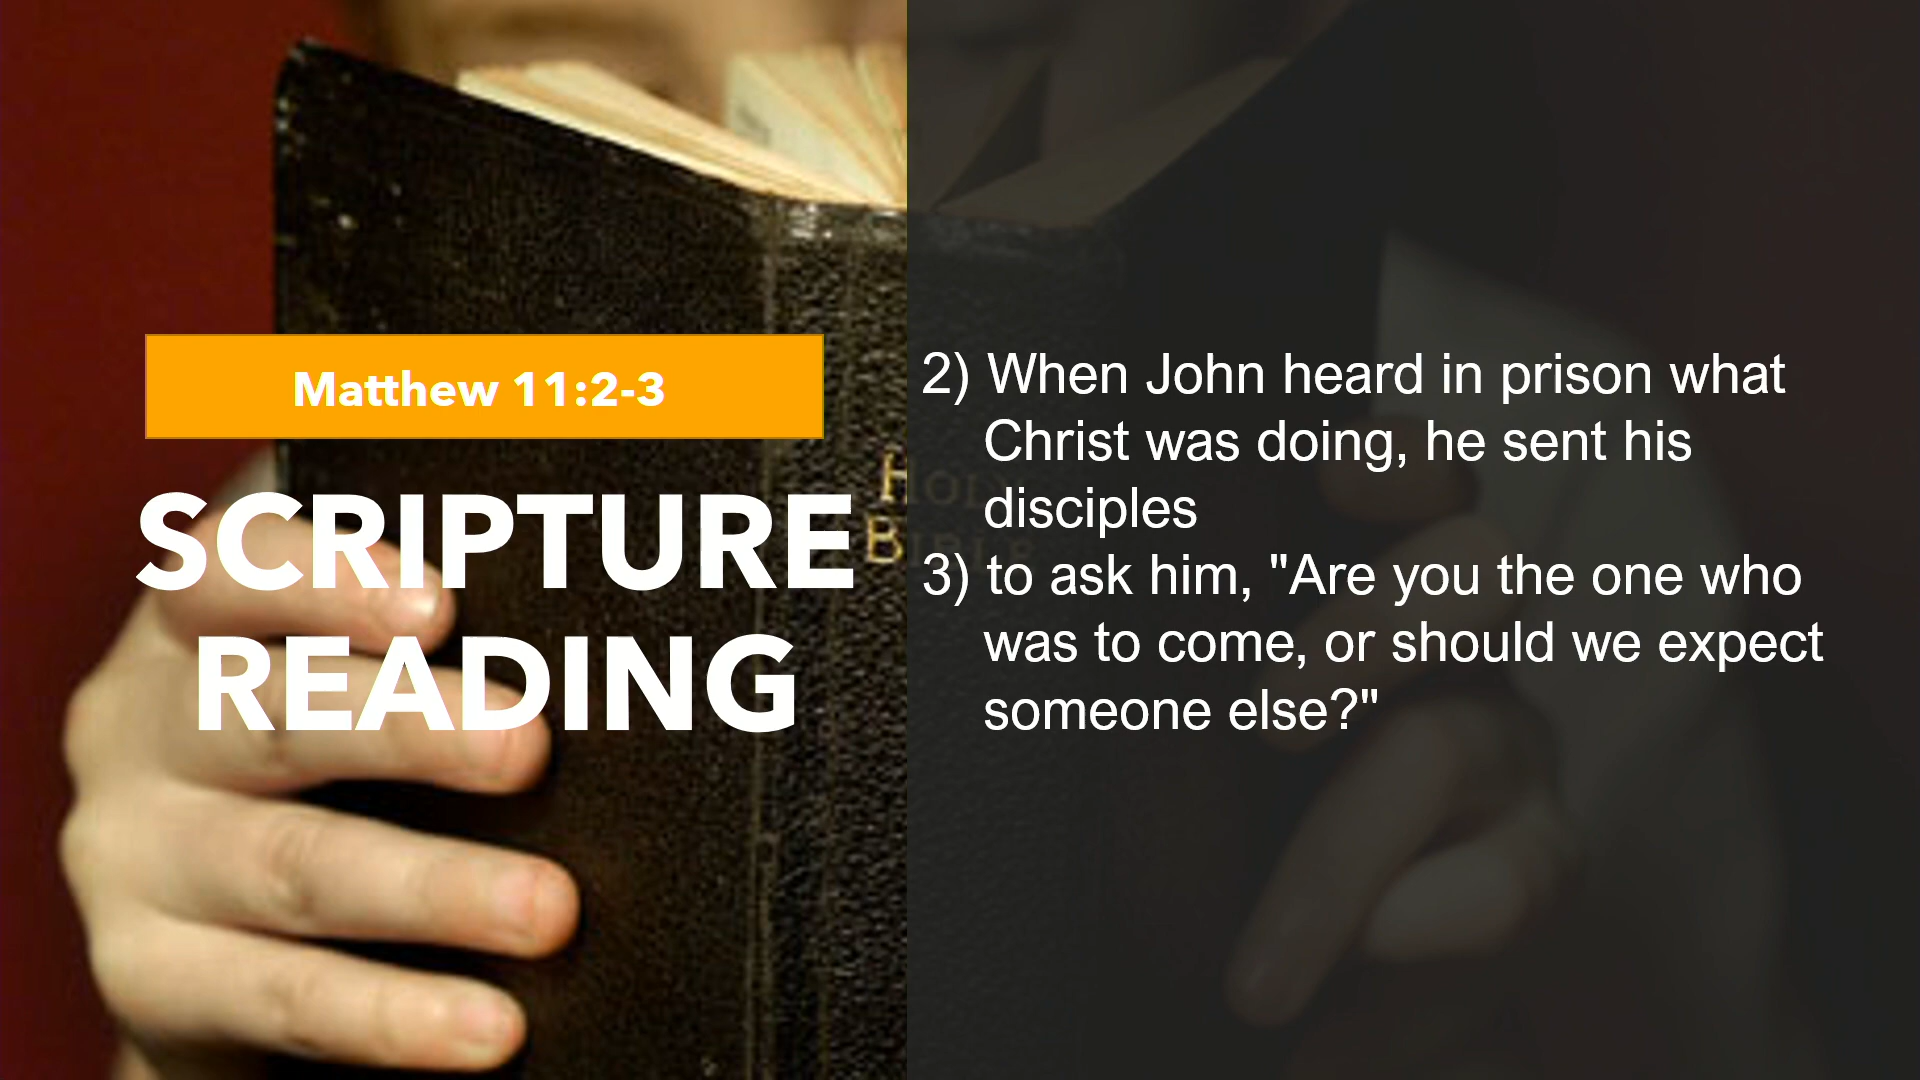 Matthew 11:2-3
SCRIPTURE
READING
HOLY
BIBLE
2) When John heard in prison what
Christ was doing, he sent his
disciples
3) to ask him, "Are you the one who
was to come, or should we expect
someone else?"